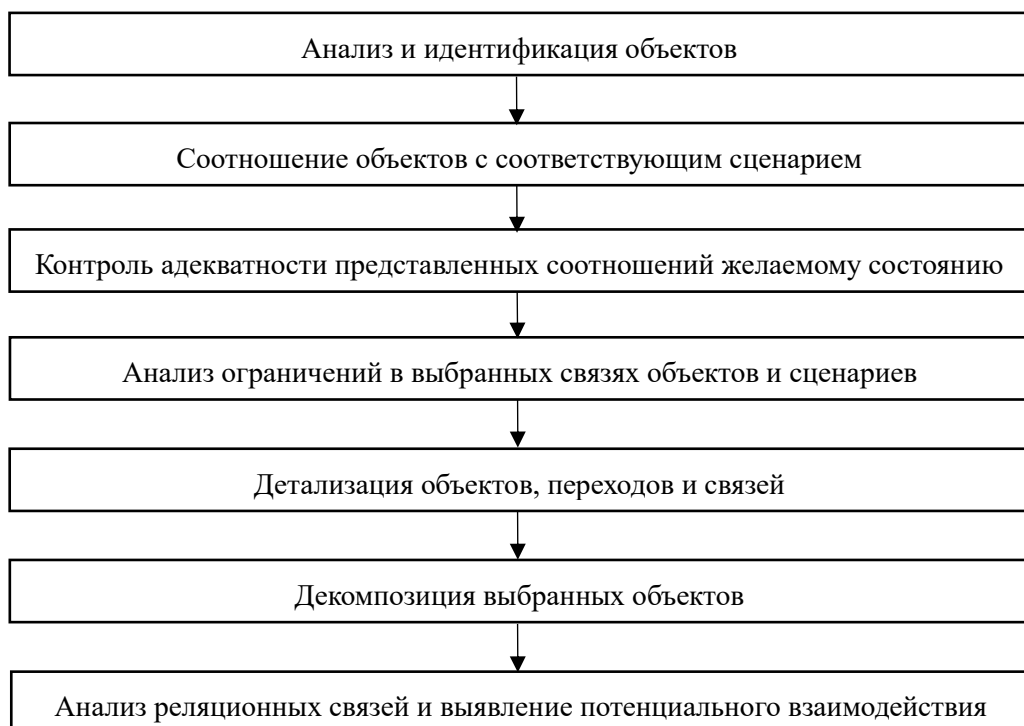 Анализ и идентификация объектов
Соотношение объектов с соответствующим сценарием
Контроль адекватности представленных соотношений желаемому состоянию
Анализ ограничений в выбранных связях объектов и сценариев
Детализация объектов, переходов и связей
Декомпозиция выбранных объектов
Анализ реляционных связей и выявление потенциального взаимодействия